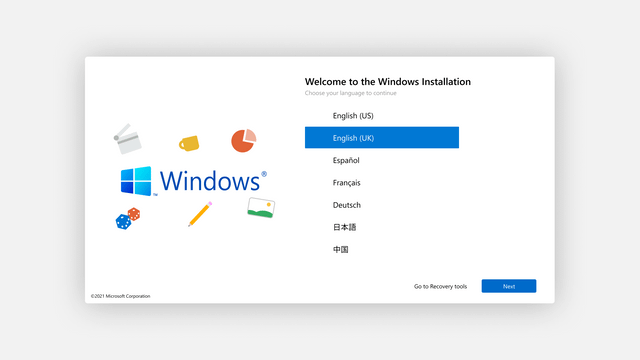 Welcome to the Windows Installation
Choose your language to continue
English (US)
English (UK)
Español
Français
Deutsch
日本語
中国
Windows®
™
Go to Recovery tools
Next
©2021 Microsoft Corporation